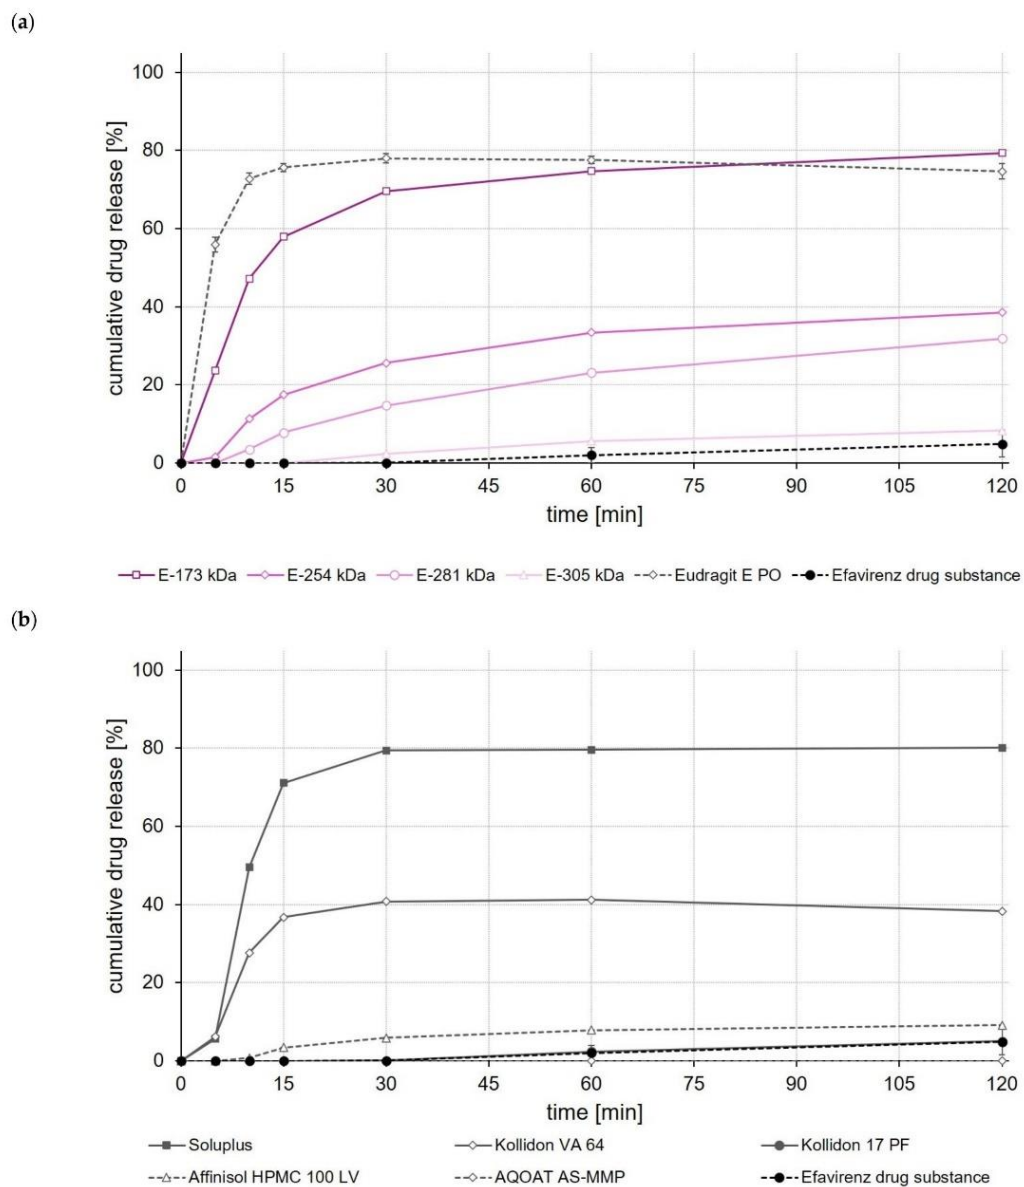 (a)
cumulative drug release [%]
100
80
60
40
20
0
0 15 30 45 60 75 90 105 120
time [min]
E-173 kDa E-254 kDa E-281 kDa E-305 kDa Eudragit E PO Efavirenz drug substance
(b)
cumulative drug release [%]
100
80
60
40
20
0
0 15 30 45 60 75 90 105 120
time [min]
Soluplus Kollidon VA 64 Kollidon 17 PF
Affinisol HPMC 100 LV AQOAT AS-MMP Efavirenz drug substance